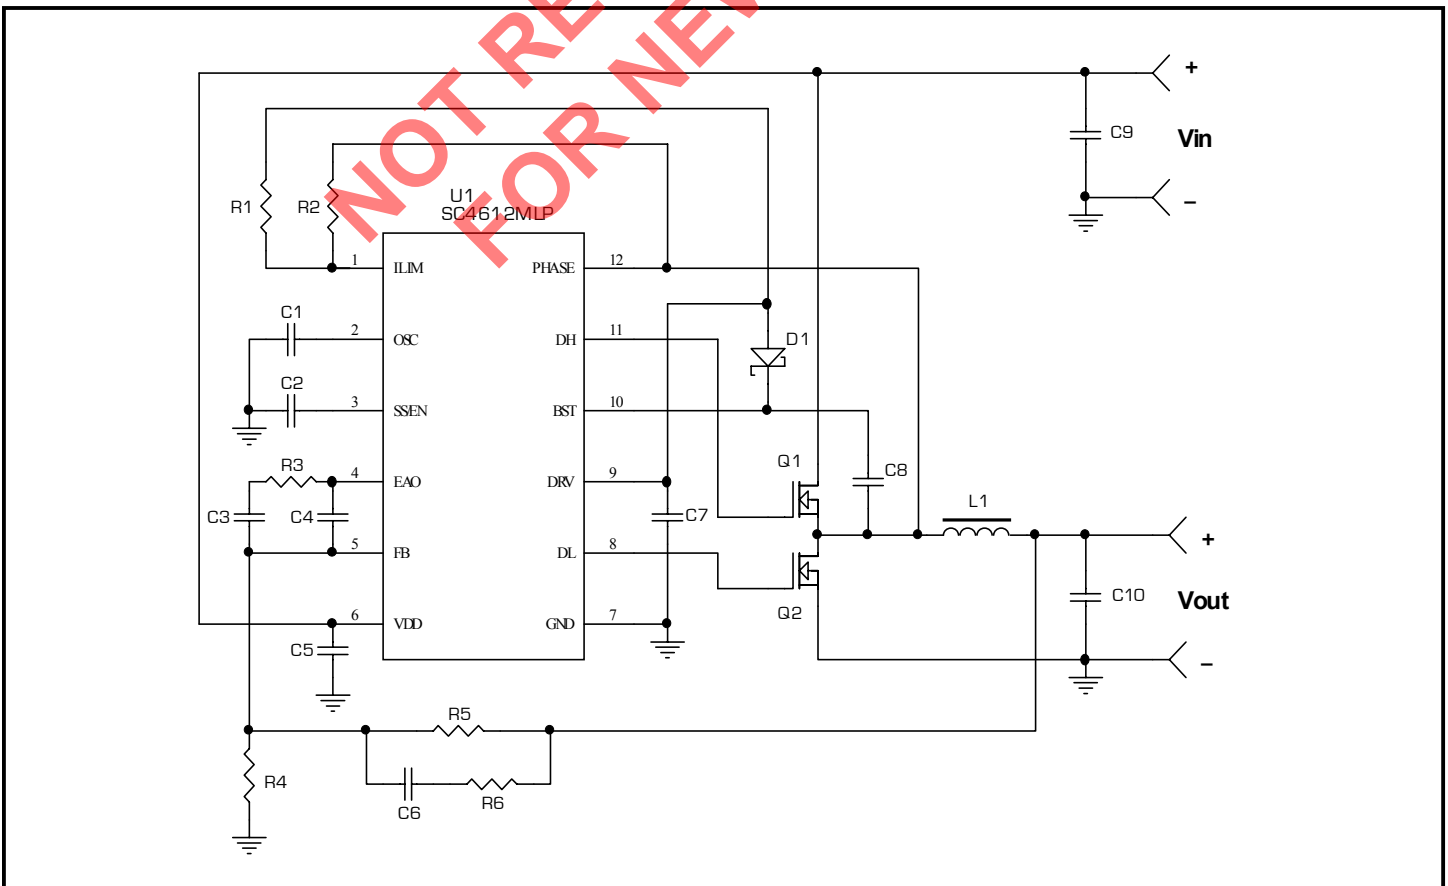 NOT RE
FOR NEW
+
C9
Vin
–
R1
R2
U1
SC4612MLP
1
ILIM
PHASE
12
C1
2
OSC
DH
11
D1
C2
3
SSEN
BST
10
R3
4
EAO
DRV
9
Q1
C8
C3
C4
C7
L1
5
FB
DL
8
+
Q2
C10
Vout
6
VDD
GND
7
C5
–
R5
R4
C6
R6